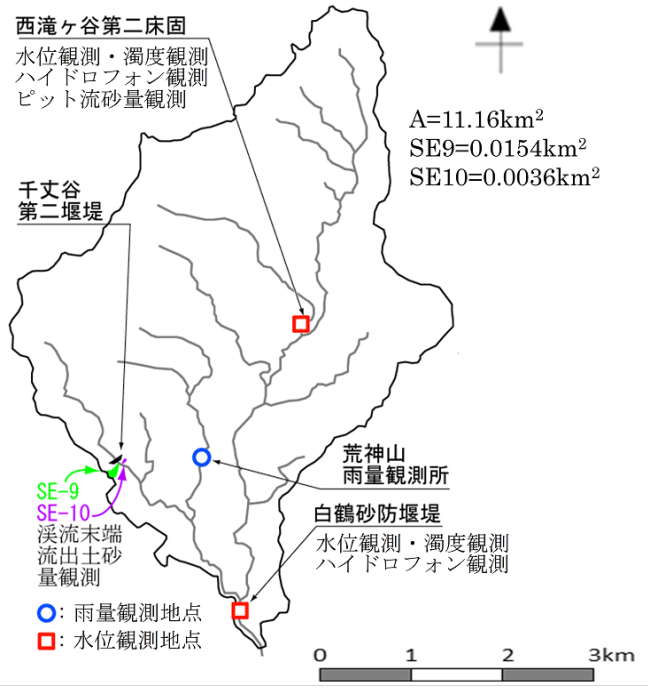 西滝ヶ谷第二床固
水位観測・濁度観測
ハイドロフォン観測
ピット流砂量観測
A=11.16km²
SE9=0.0154km²
SE10=0.0036km²
千丈谷
第二堰堤
荒神山
雨量観測所
SE-9
SE-10
渓流末端
流出土砂
量観測
白鶴砂防堰堤
水位観測・濁度観測
ハイドロフォン観測
: 雨量観測地点
: 水位観測地点
0 1 2 3km